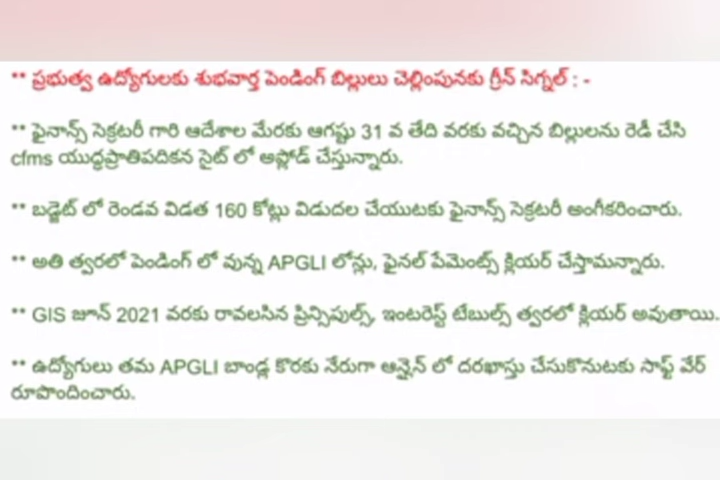 ** ప్రభుత్వ ఉద్యోగులకు శుభవార్త పెండింగ్ బిల్లులు చెల్లింపునకు గ్రీన్ సిగ్నల్ : -
** ఫైనాన్స్ సెక్రటరీ గారి ఆదేశాల మేరకు ఆగష్టు 31 వ తేది వరకు వచ్చిన బిల్లులను రెడీ చేసి
cfms యుద్ధప్రాతిపదికన సైట్ లో అప్లోడ్ చేస్తున్నారు.
** బడ్జెట్ లో రెండవ విడత 160 కోట్లు విడుదల చేయుటకు ఫైనాన్స్ సెక్రటరీ అంగీకరించారు.
** అతి త్వరలో పెండింగ్ లో వున్న APGLI లోన్లు, ఫైనల్ పేమెంట్స్ క్లియర్ చేస్తామన్నారు.
** GIS జూన్ 2021 వరకు రావలసిన ప్రిన్సిపుల్స్, ఇంటరెస్ట్ టేబుల్స్ త్వరలో క్లియర్ అవుతాయి.
** ఉద్యోగులు తమ APGLI బాండ్ల కొరకు నేరుగా ఆన్లైన్ లో దరఖాస్తు చేసుకొనుటకు సాఫ్ట్ వేర్
రూపొందించారు.